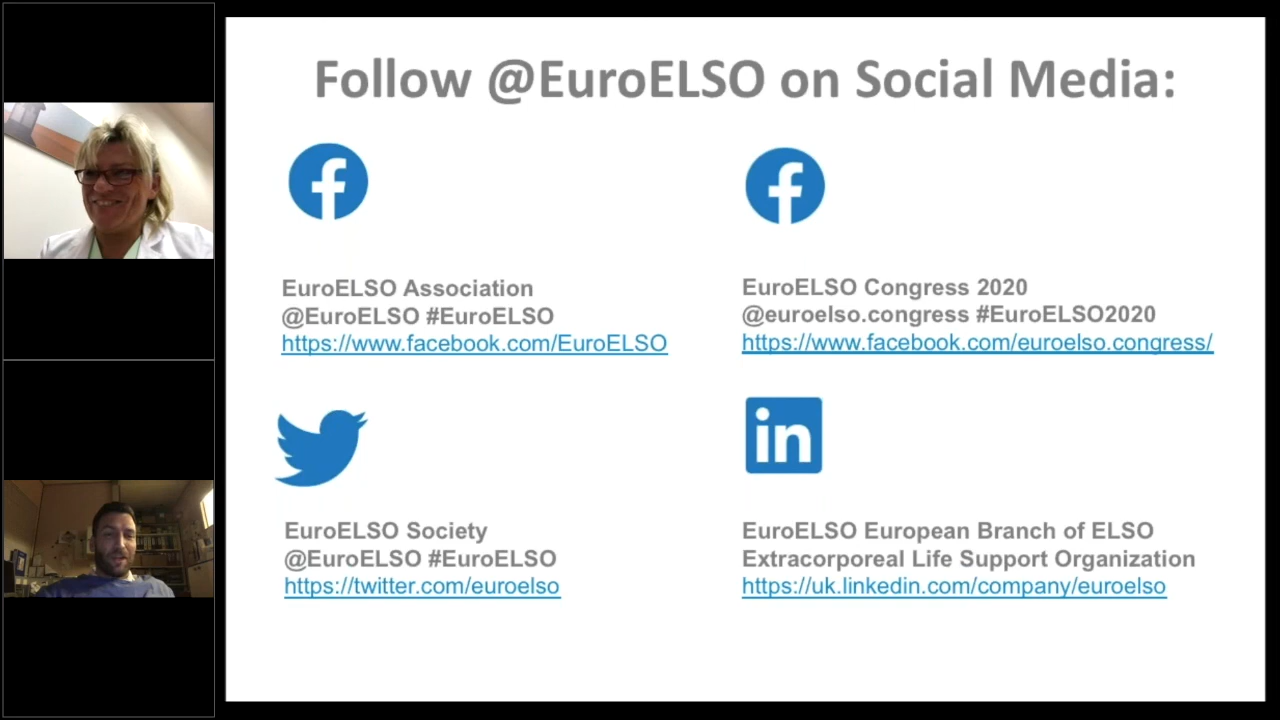 Follow @EuroELSO on Social Media:
EuroELSO Association
@EuroELSO #EuroELSO
https://www.facebook.com/EuroELSO
EuroELSO Congress 2020
@euroelso.congress #EuroELSO2020
https://www.facebook.com/euroelso.congress/
EuroELSO Society
@EuroELSO #EuroELSO
https://twitter.com/euroelso
in
EuroELSO European Branch of ELSO
Extracorporeal Life Support Organization
https://uk.linkedin.com/company/euroelso